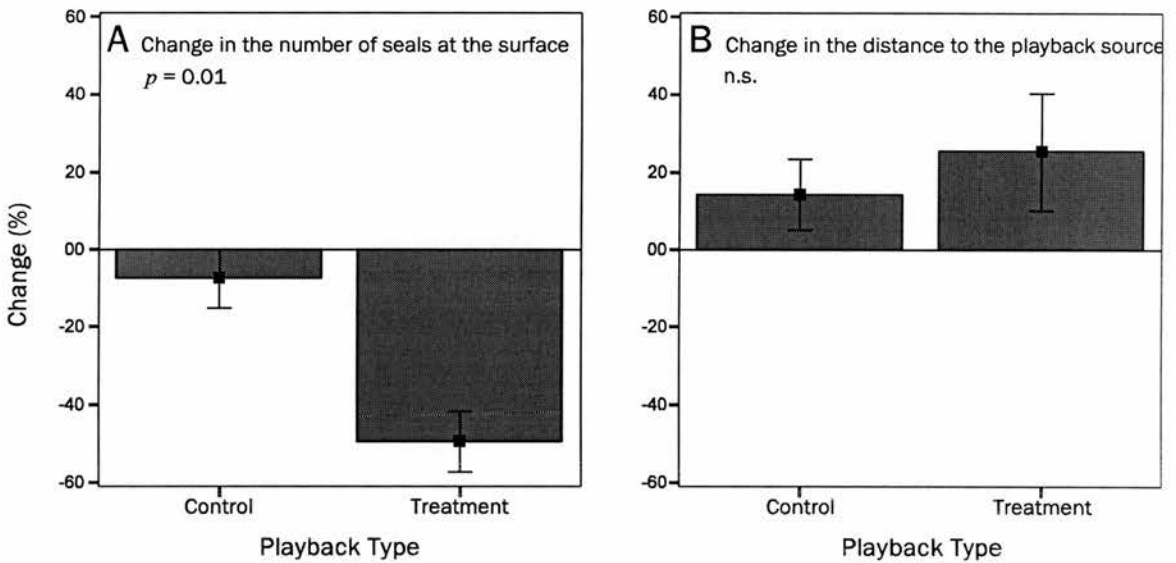 A Change in the number of seals at the surface
p = 0.01
60
40
20
00
-20
-40
-60
Change (%)
Control Treatment
Playback Type
B Change in the distance to the playback source
n.s.
60
40
20
00
-20
-40
-60
Control Treatment
Playback Type